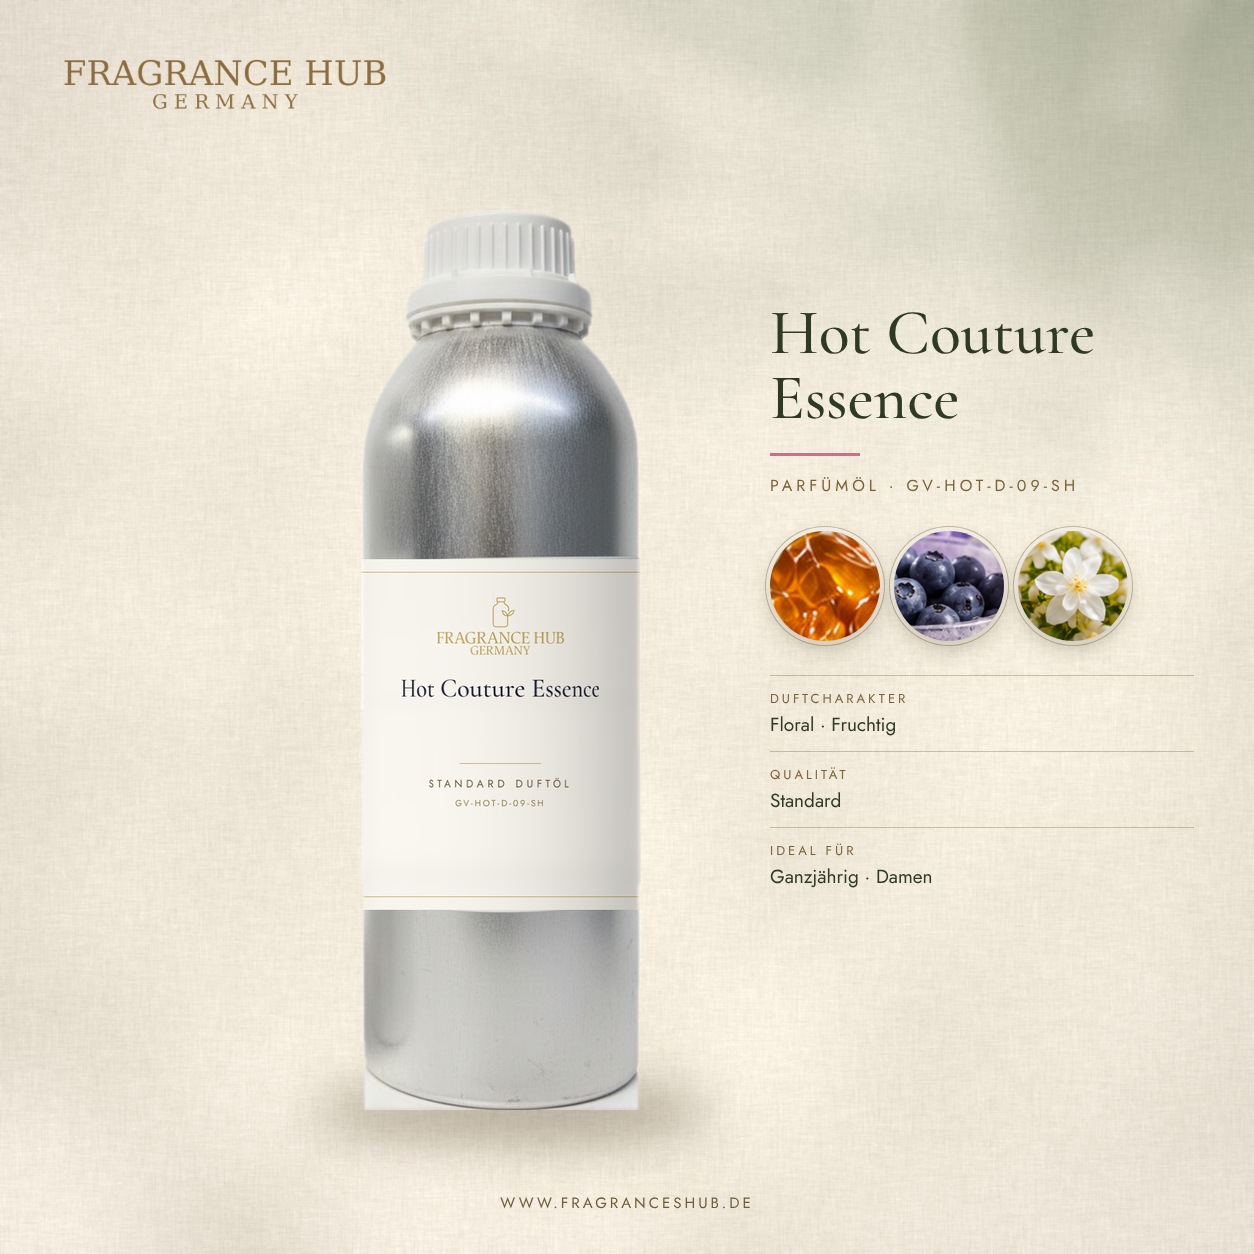 FRAGRANCE HUB
GERMANY
Hot Couture
Essence
PARFÜMÖL · GV-HOT-D-09-SH
DUFTCHARAKTER
Floral · Fruchtig
QUALITÄT
Standard
IDEAL FÜR
Ganzjährig · Damen
FRAGRANCE HUB
GERMANY
Hot Couture Essence
STANDARD DUFTÖL
GV-HOT-D-09-SH
WWW.FRAGRANCESHUB.DE